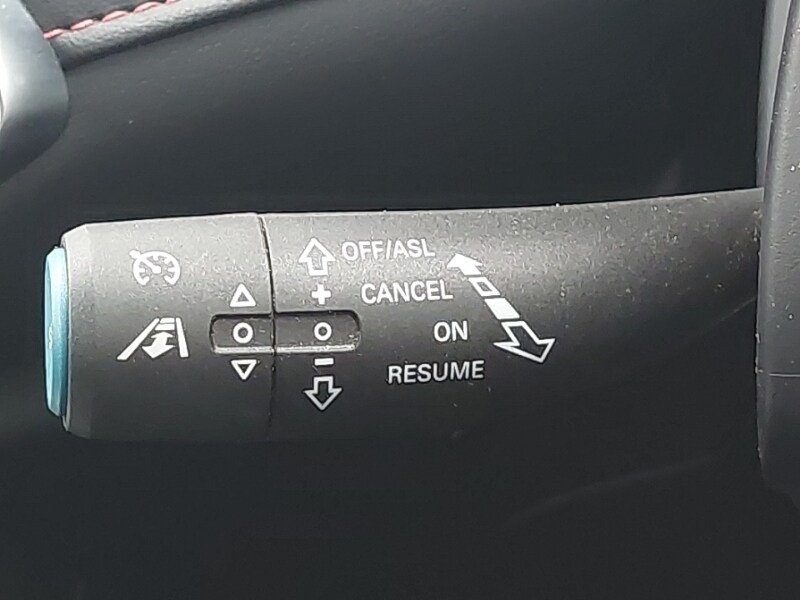 OFF/ASL
+ CANCEL
ON
- RESUME